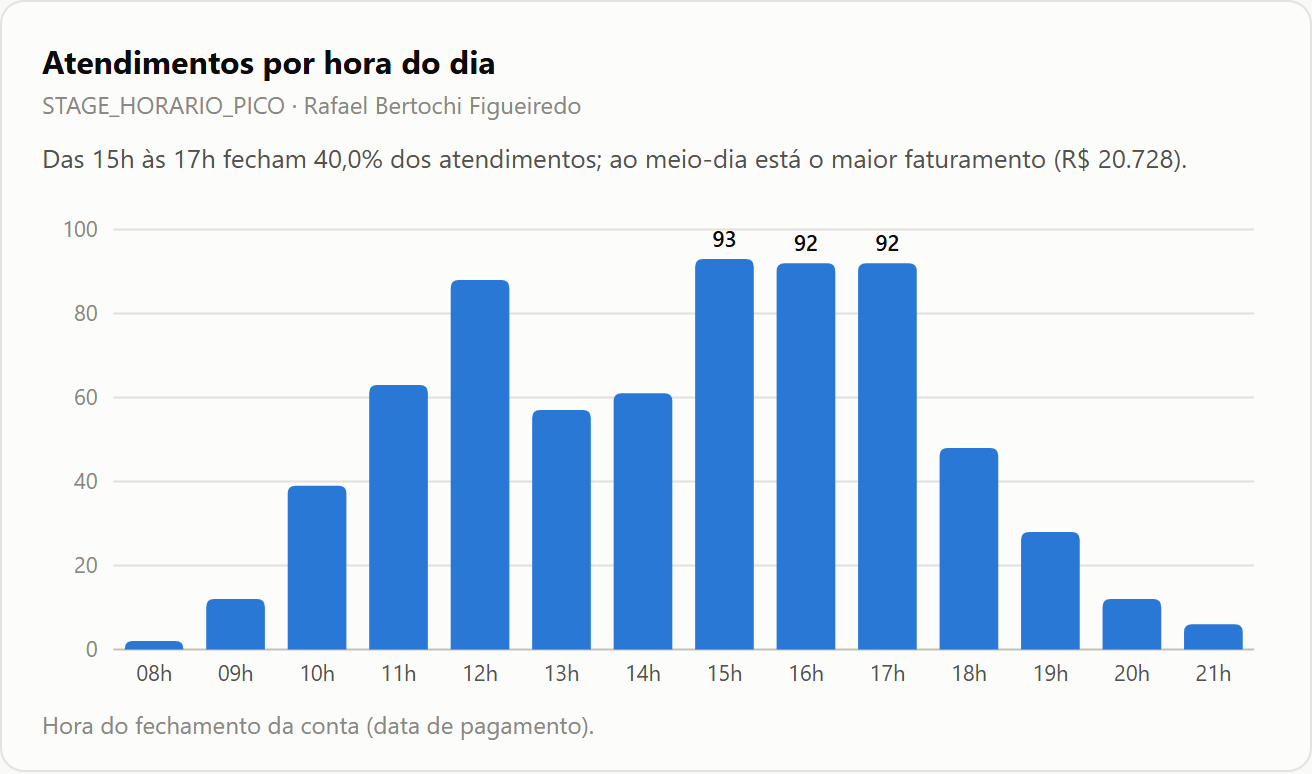 Atendimentos por hora do dia
STAGE_HORARIO_PICO · Rafael Bertochi Figueiredo
Das 15h às 17h fecham 40,0% dos atendimentos; ao meio-dia está o maior faturamento (R$ 20.728).
100
80
60
40
20
0
93
92
92
08h 09h 10h 11h 12h 13h 14h 15h 16h 17h 18h 19h 20h 21h
Hora do fechamento da conta (data de pagamento).